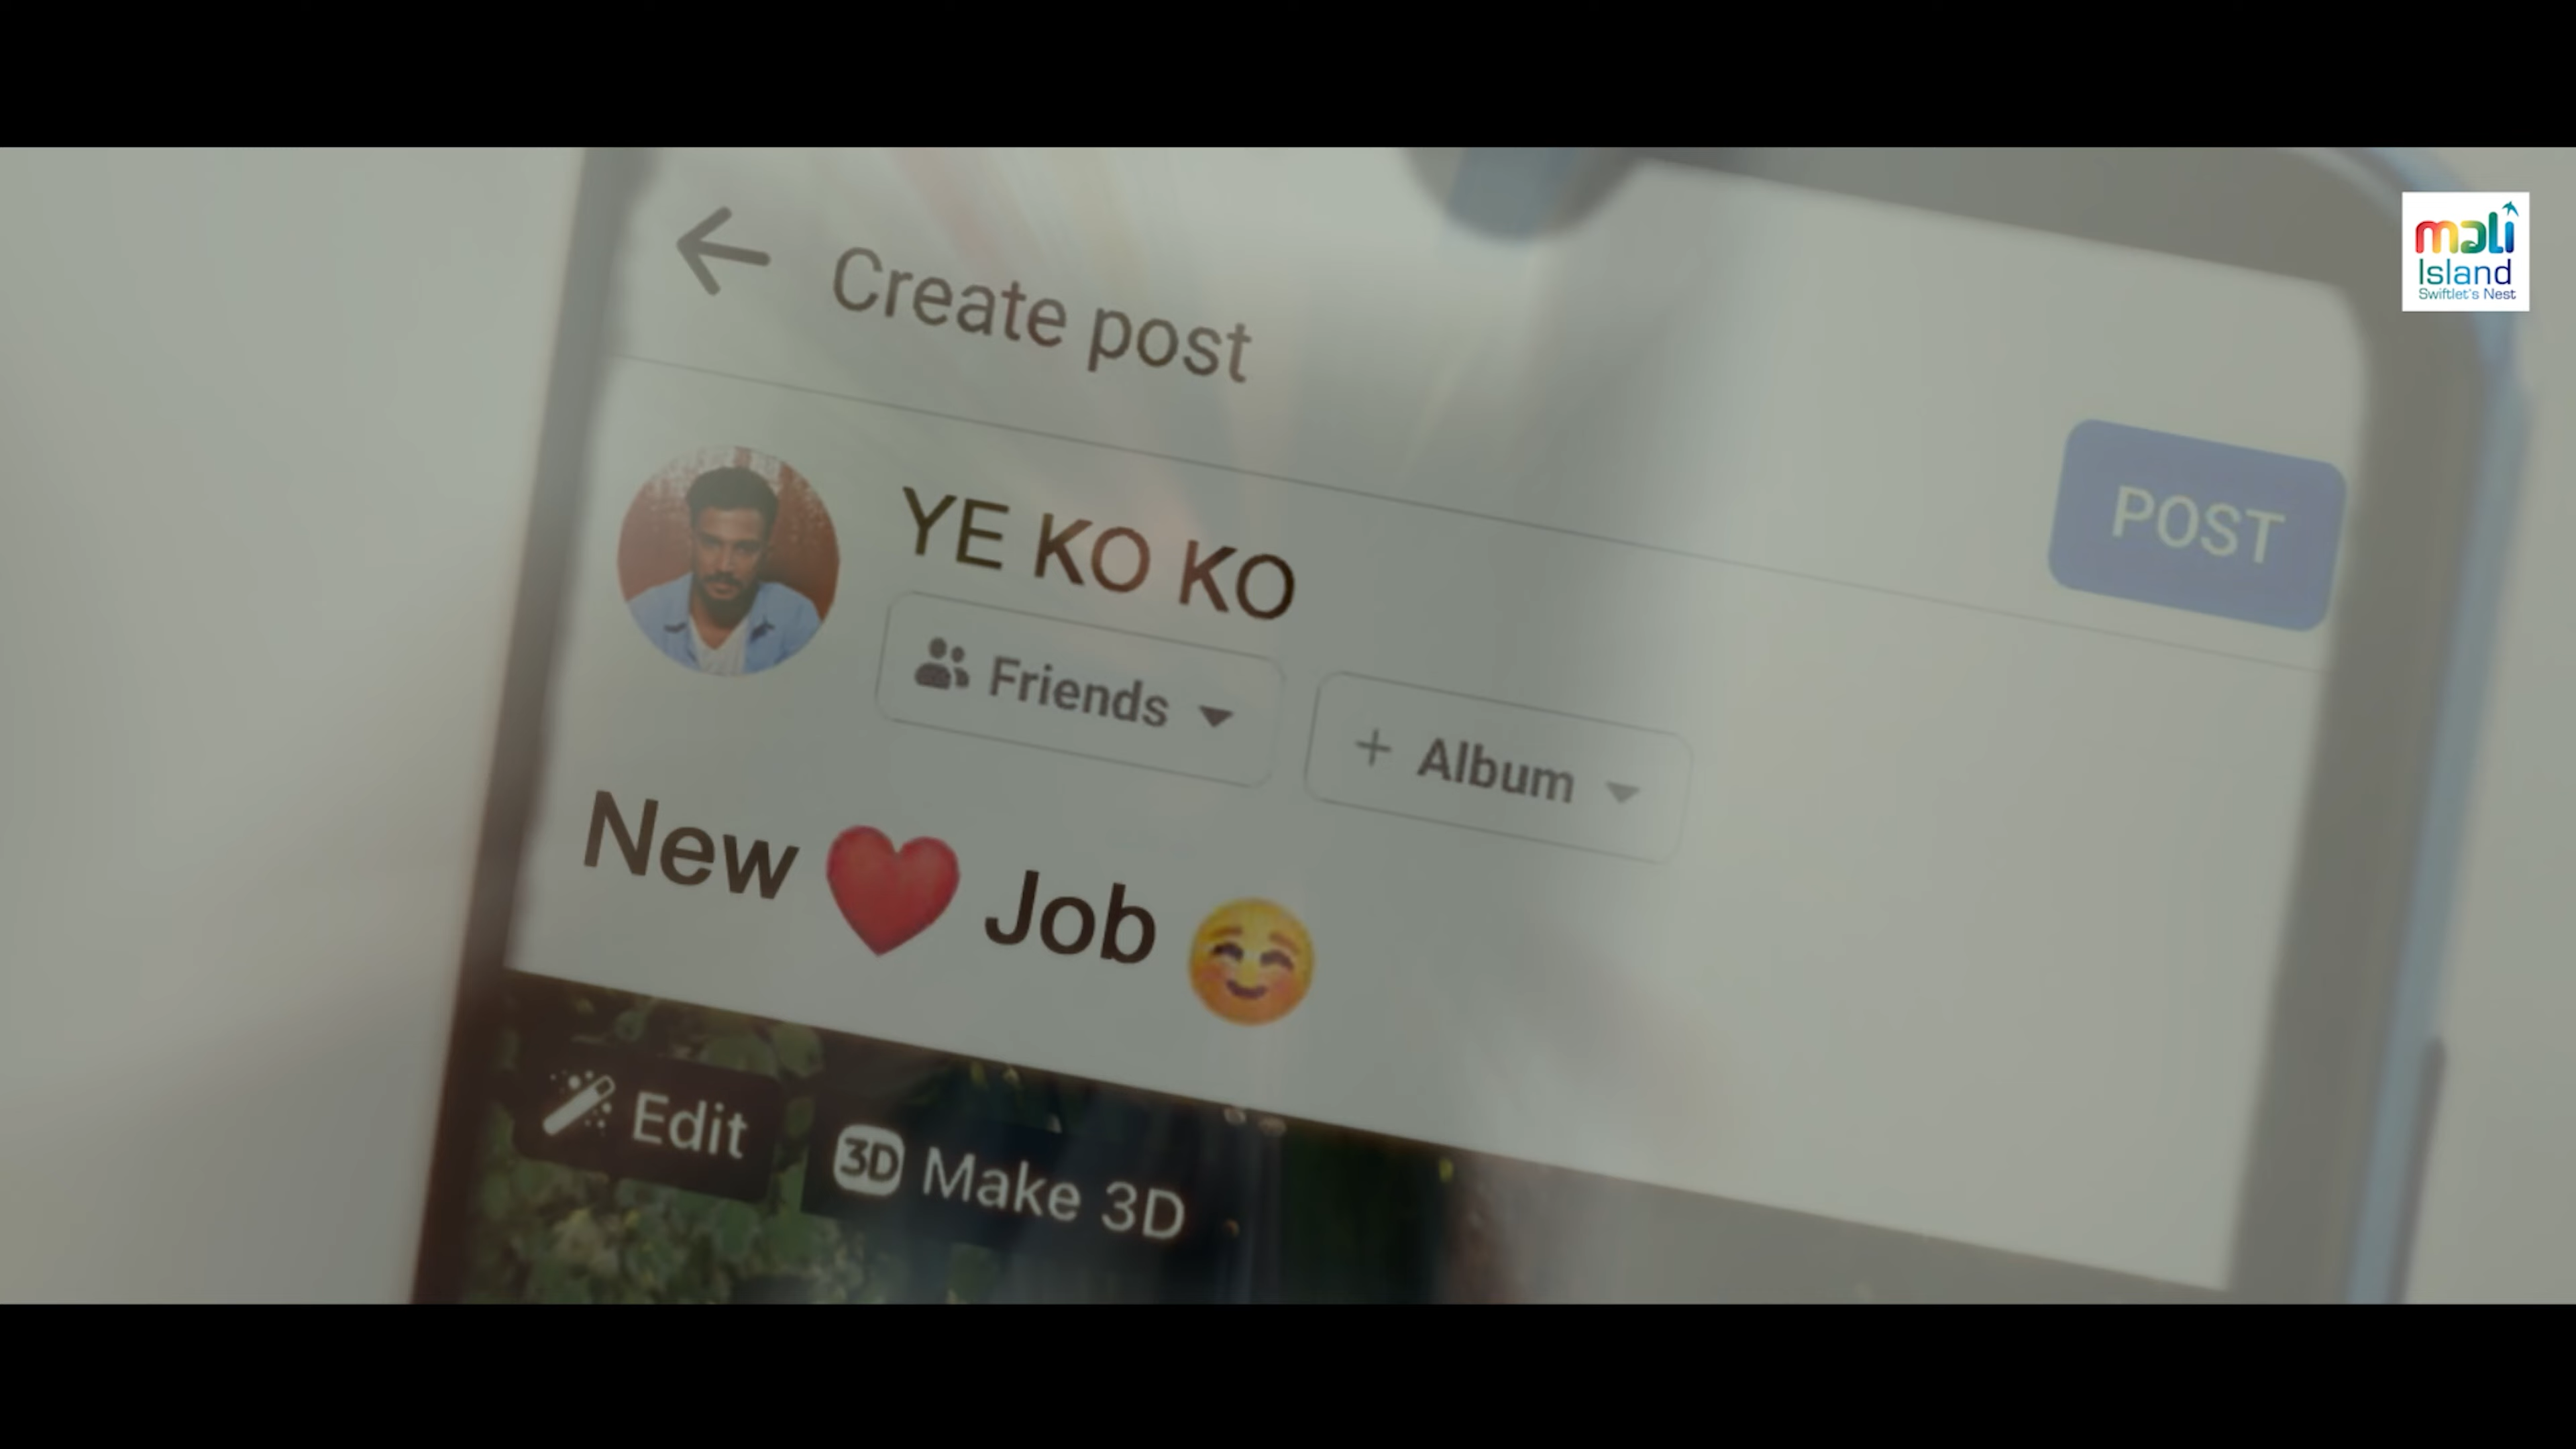 Create post
POST
YE KO KO
Friends
+ Album
New ❤️ Job ☺️
Edit
3D Make 3D
mali
Island
Swiftlet's Nest